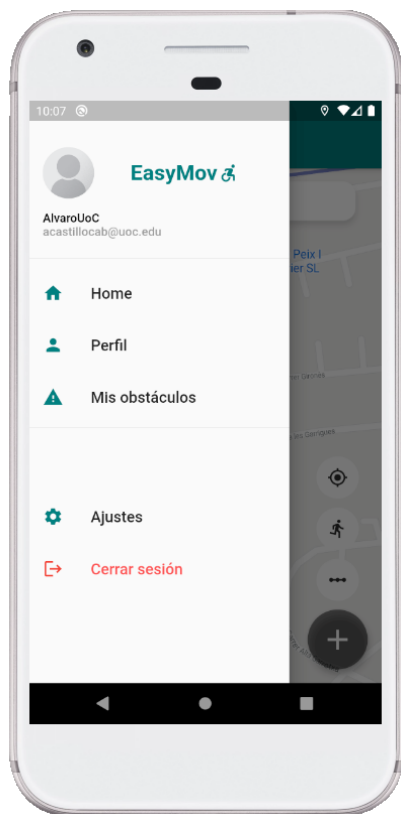 10:07
EasyMov
AlvaroUoC
acastillocab@uoc.edu
Peix I
ier SL
Home
Perfil
Mis obstáculos
Ajustes
Cerrar sesión